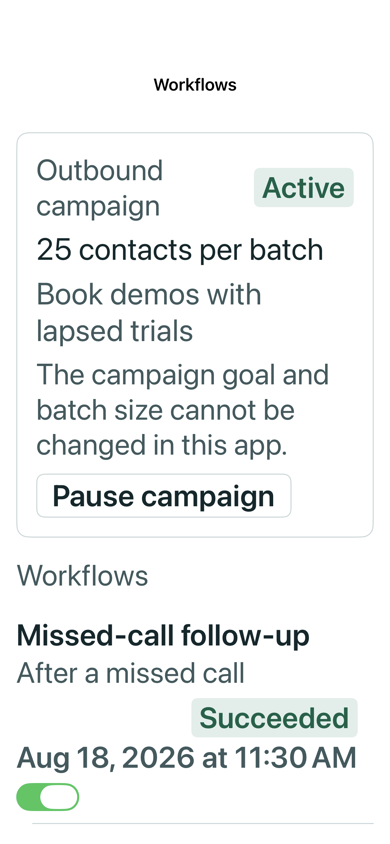 Workflows
Outbound
campaign
Active
25 contacts per batch
Book demos with
lapsed trials
The campaign goal and
batch size cannot be
changed in this app.
Pause campaign
Workflows
Missed-call follow-up
After a missed call
Succeeded
Aug 18, 2026 at 11:30 AM